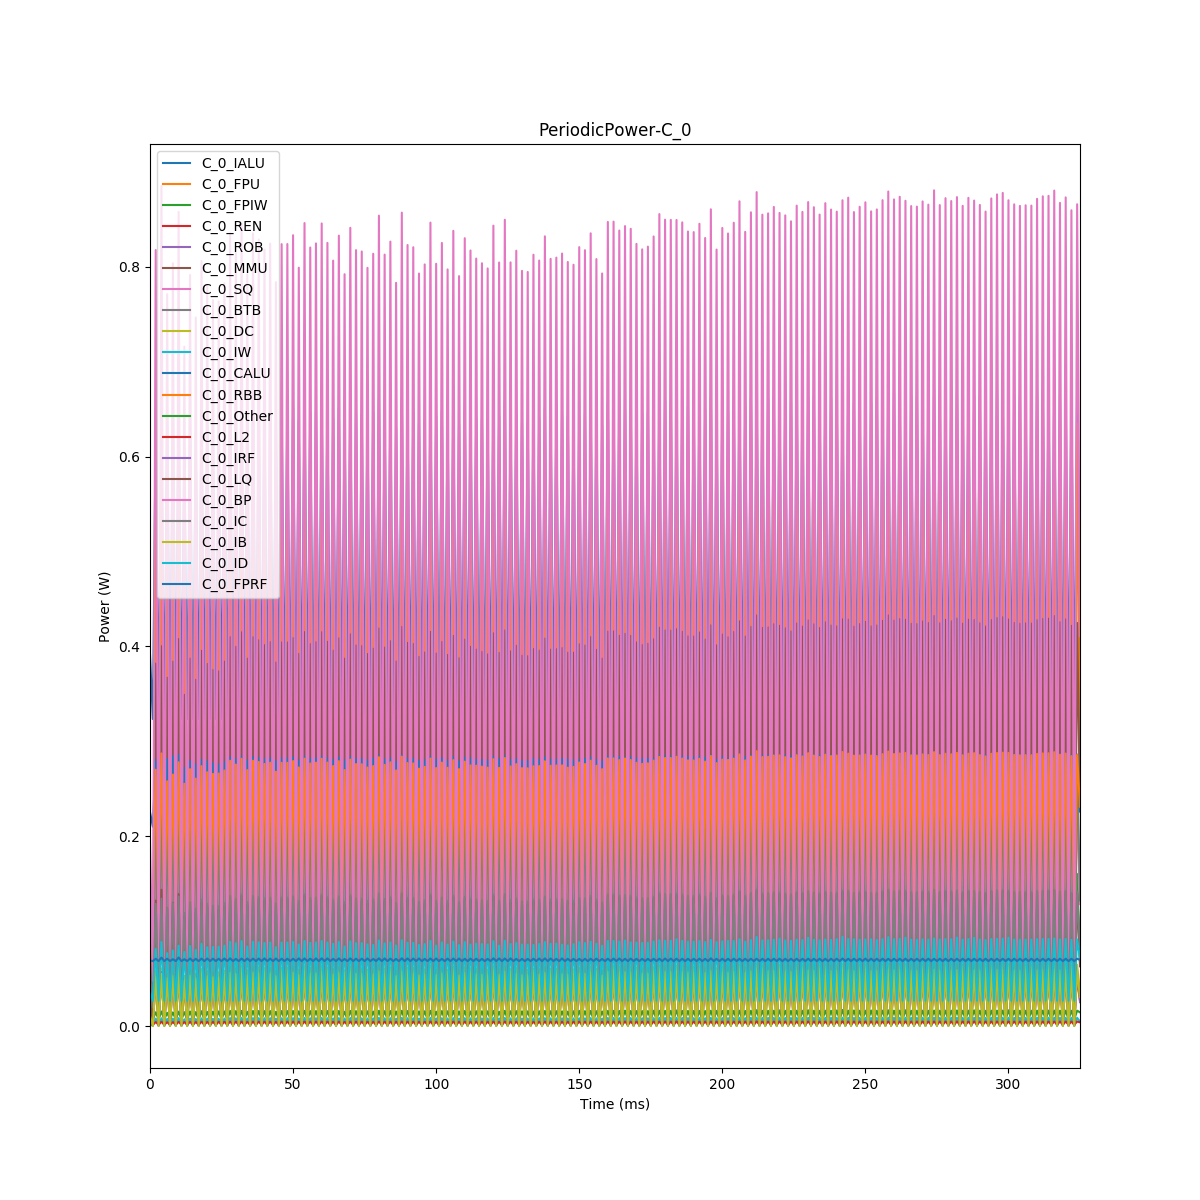 PeriodicPower-C_0
C_0_IALU
C_0_FPU
C_0_FPIW
C_0_REN
C_0_ROB
C_0_MMU
C_0_SQ
C_0_BTB
C_0_DC
C_0_IW
C_0_CALU
C_0_RBB
C_0_Other
C_0_L2
C_0_IRF
C_0_LQ
C_0_BP
C_0_IC
C_0_IB
C_0_ID
C_0_FPRF
0.8
0.6
0.4
0.2
0.0
Power (W)
0 50 100 150 200 250 300
Time (ms)